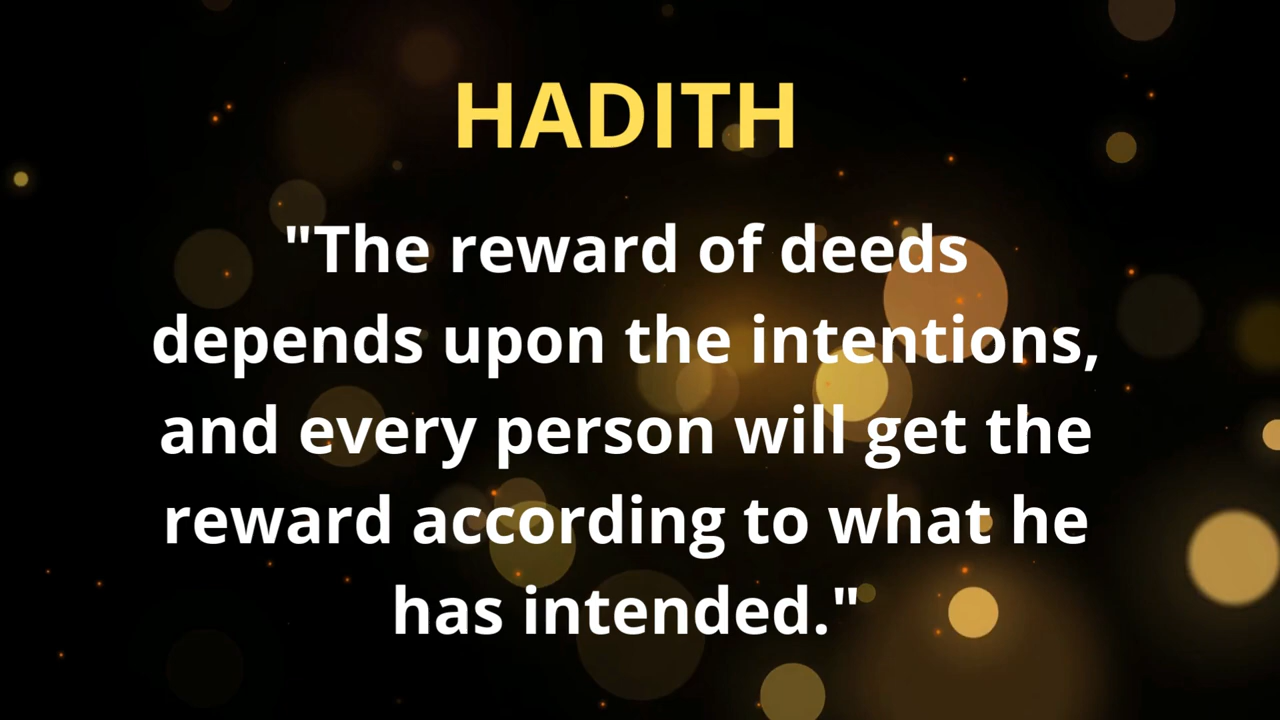 HADITH
"The reward of deeds
depends upon the intentions,
and every person will get the
reward according to what he
has intended."